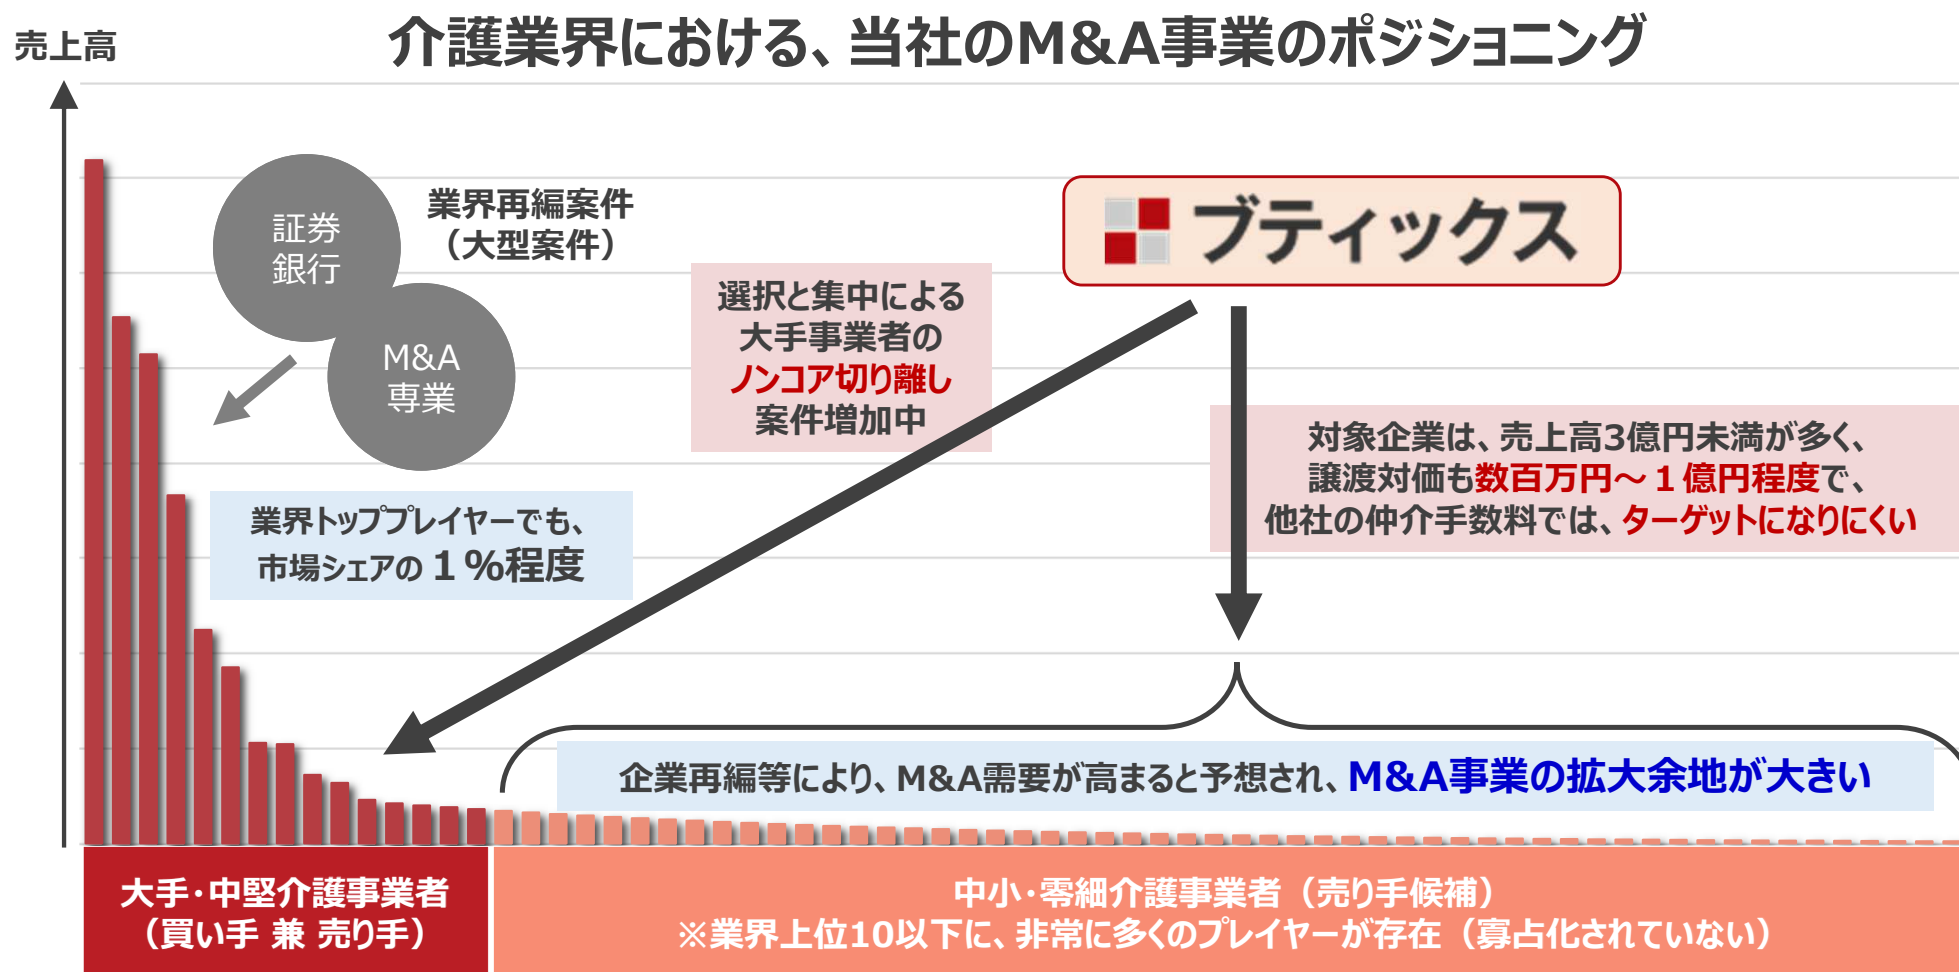 介護業界における、当社のM&A事業のポジショニング
売上高
証券
銀行
M&A
専業
業界再編案件
（大型案件）
ブティックス
選択と集中による
大手事業者の
ノンコア切り離し
案件増加中
対象企業は、売上高3億円未満が多く、
譲渡対価も数百万円～１億円程度で、
他社の仲介手数料では、ターゲットになりにくい
業界トッププレイヤーでも、
市場シェアの１%程度
企業再編等により、M&A需要が高まると予想され、M&A事業の拡大余地が大きい
大手・中堅介護事業者
（買い手 兼 売り手）
中小・零細介護事業者（売り手候補）
※業界上位10以下に、非常に多くのプレイヤーが存在（寡占化されていない）